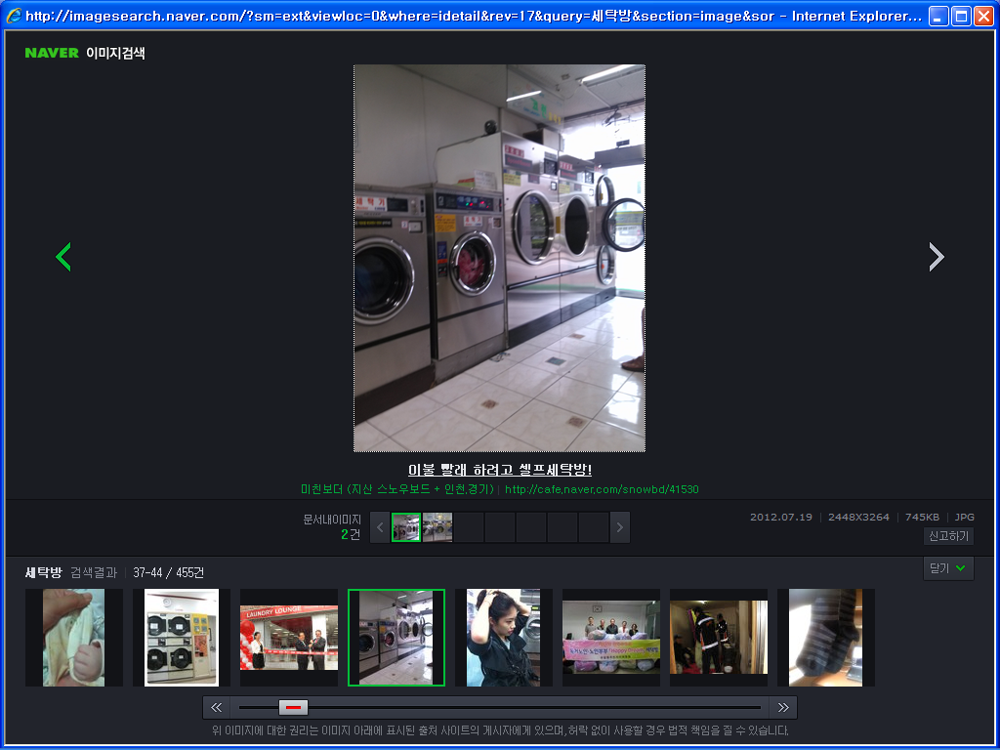 http://imagesearch.naver.com/?sm=ext&viewloc=0&where=idetail&rev=17&query=세탁방&section=image&sor - Internet Explorer...
NAVER 이미지검색
세탁기
이불 빨래 하려고 셀프세탁방!
미친보더 (지산 스노우보드 + 인천,경기) | http://cafe.naver.com/snowbd/41530
문서내이미지
2건
2012.07.19 | 2448X3264 | 745KB | JPG
신고하기
세탁방 검색결과 | 37-44 / 455건
닫기
LAUNDRY LOUNGE
위 이미지에 대한 권리는 이미지 아래에 표시된 출처 사이트의 게시자에게 있으며, 허락 없이 사용할 경우 법적 책임을 질 수 있습니다.